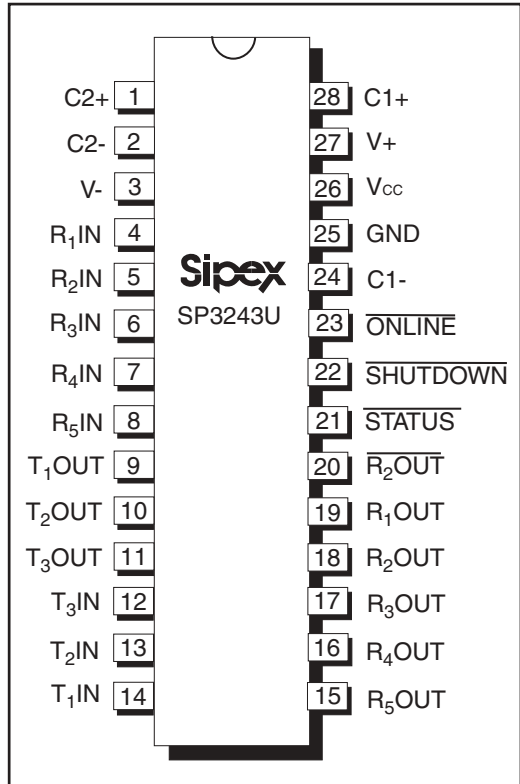 C2+ 1 28 C1+
C2- 2 27 V+
V- 3 26 VCC
R1IN 4 25 GND
Sipex
R2IN 5 24 C1-
SP3243U
R3IN 6 23 ONLINE
R4IN 7 22 SHUTDOWN
R5IN 8 21 STATUS
T1OUT 9 20 R2OUT
T2OUT 10 19 R1OUT
T3OUT 11 18 R2OUT
T3IN 12 17 R3OUT
T2IN 13 16 R4OUT
T1IN 14 15 R5OUT